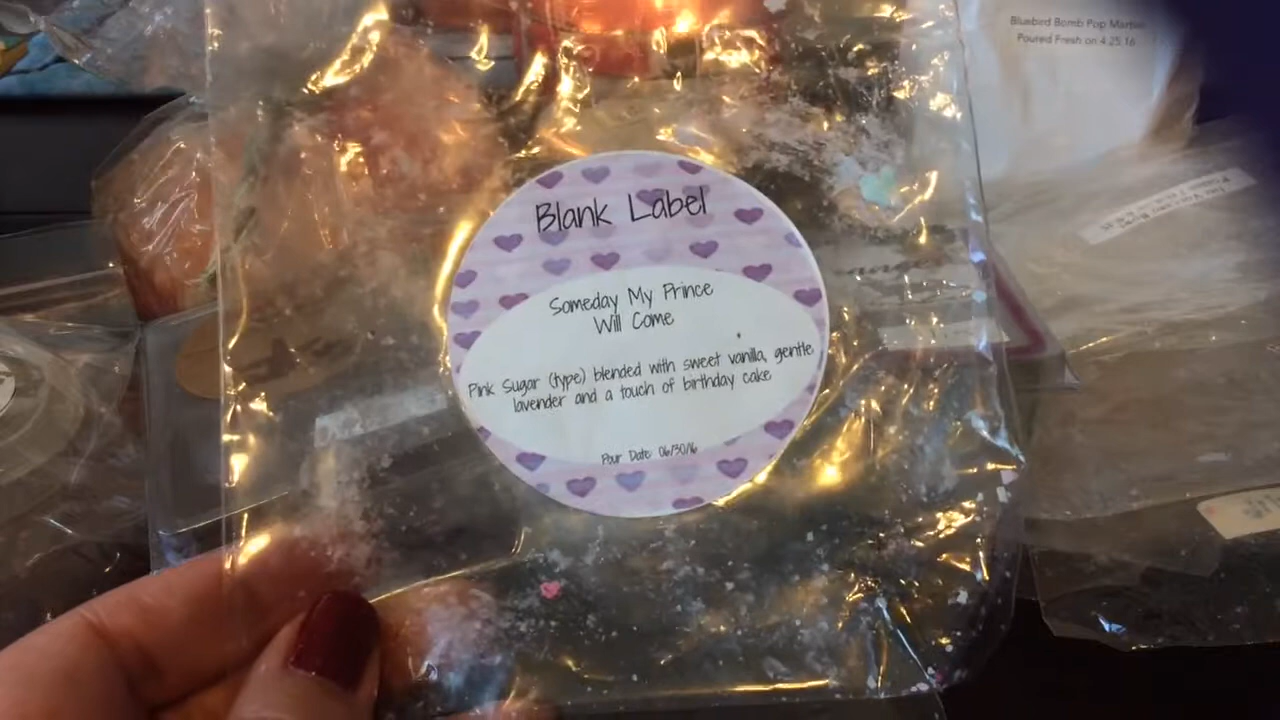 Bluebird Bomb Pop Martini
Poured Fresh on 4.25.16
Blank Label
Someday My Prince
Will Come
Pink Sugar (type) blended with sweet vanilla, gentle
lavender and a touch of birthday cake
Pour Date: 06/30/16